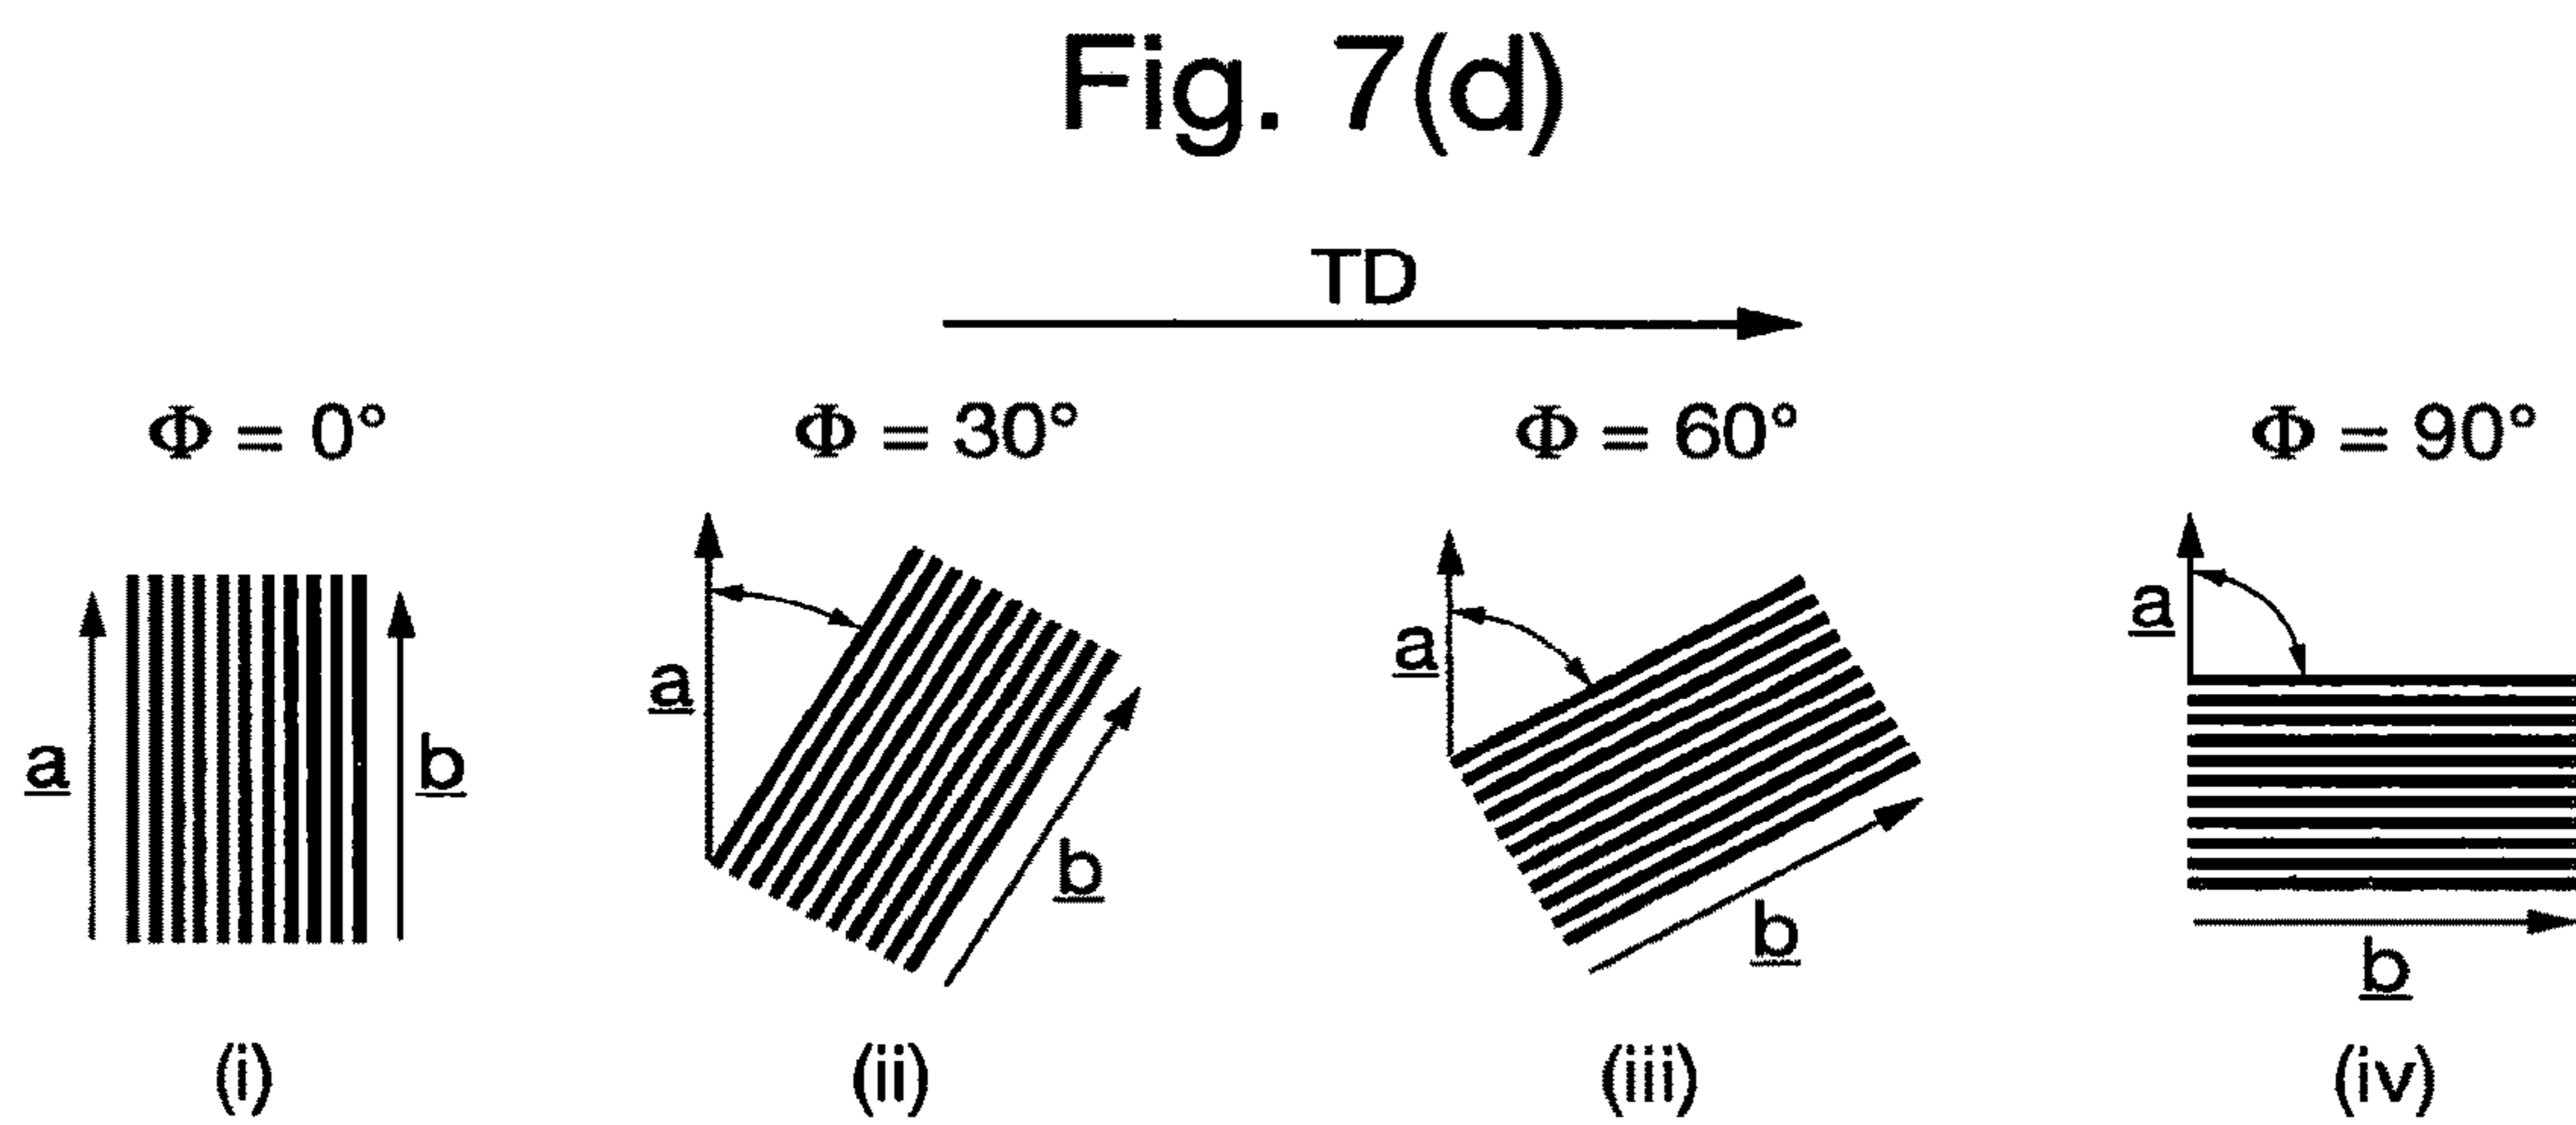 Fig. 7(d)
TD
Φ = 0° Φ = 30° Φ = 60° Φ = 90°
a b a b a b a b
(i) (ii) (iii) (iv)